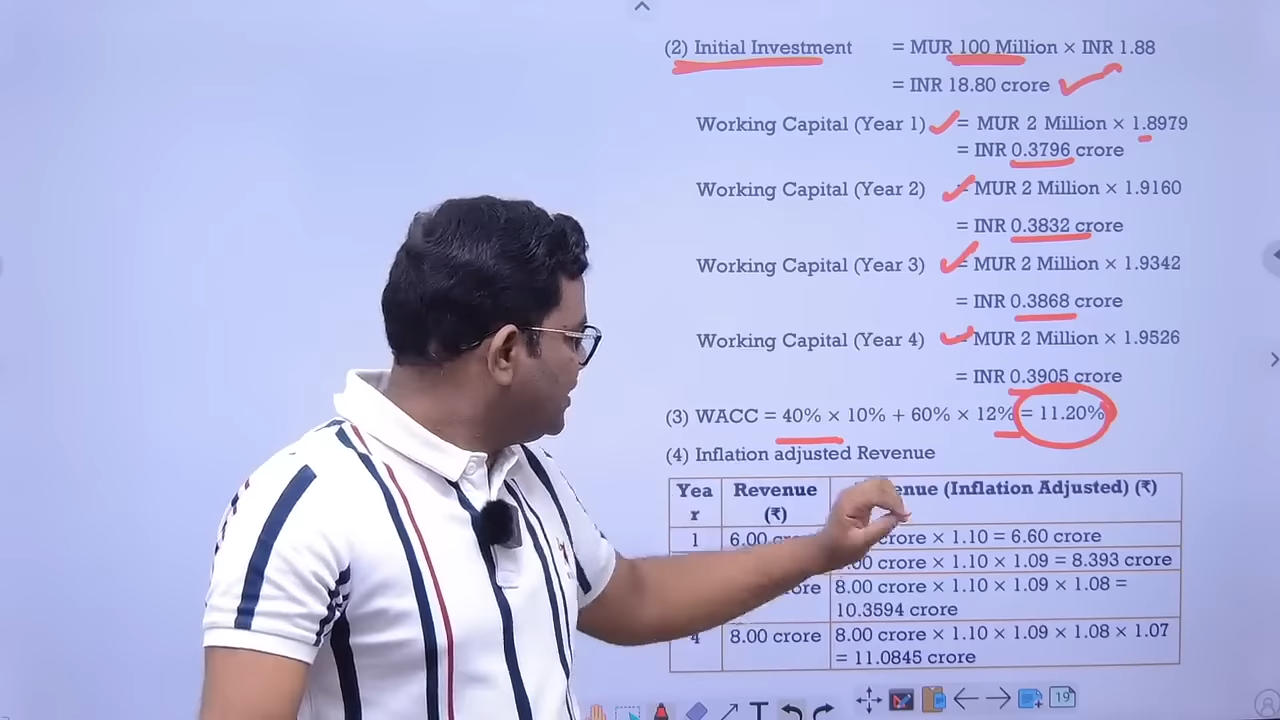 (2) Initial Investment = MUR 100 Million × INR 1.88
= INR 18.80 crore
Working Capital (Year 1) = MUR 2 Million × 1.8979
= INR 0.3796 crore
Working Capital (Year 2) = MUR 2 Million × 1.9160
= INR 0.3832 crore
Working Capital (Year 3) = MUR 2 Million × 1.9342
= INR 0.3868 crore
Working Capital (Year 4) = MUR 2 Million × 1.9526
= INR 0.3905 crore
(3) WACC = 40% × 10% + 60% × 12% = 11.20%
(4) Inflation adjusted Revenue
Yea Revenue (Inflation Adjusted) (₹)
r Revenue (₹)
1 6.00 crore × 1.10 = 6.60 crore
.00 crore × 1.10 × 1.09 = 8.393 crore
8.00 crore × 1.10 × 1.09 × 1.08 =
10.3594 crore
4 8.00 crore 8.00 crore × 1.10 × 1.09 × 1.08 × 1.07
= 11.0845 crore
19